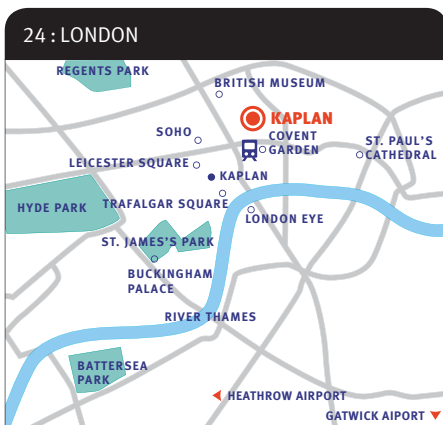 24 : LONDON
REGENTS PARK
BRITISH MUSEUM
KAPLAN
SOHO
COVENT
GARDEN
ST. PAUL'S
CATHEDRAL
LEICESTER SQUARE
KAPLAN
HYDE PARK
TRAFALGAR SQUARE
LONDON EYE
ST. JAMES'S PARK
BUCKINGHAM
PALACE
RIVER THAMES
BATTERSEA
PARK
HEATHROW AIRPORT
GATWICK AIPORT